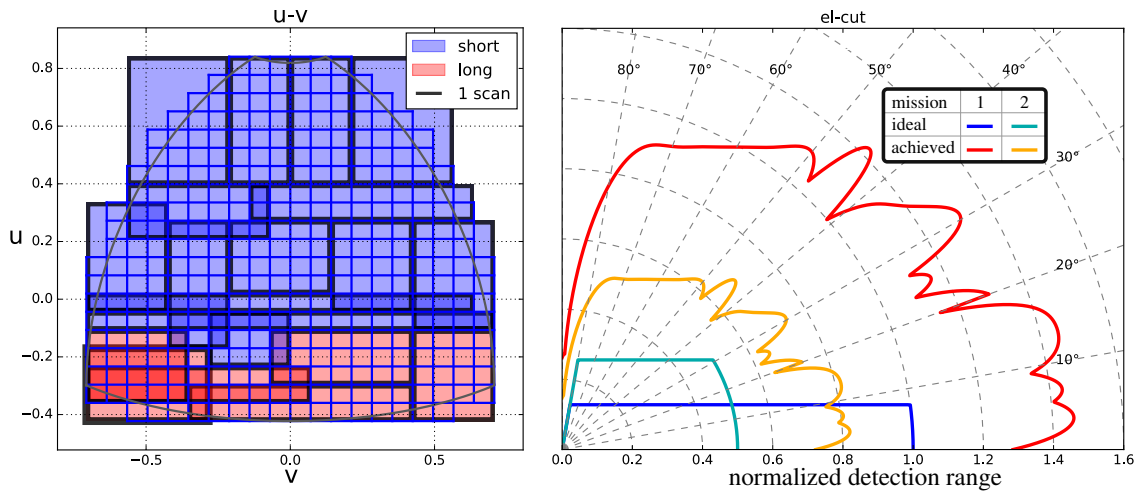 u-v
short
long
1 scan
0.8
0.6
0.4
0.2
0.0
−0.2
−0.4
u
−0.5 0.0 0.5
v
el-cut
80° 70° 60° 50° 40°
30°
20°
10°
mission 1 2
ideal
achieved
0.0 0.2 0.4 0.6 0.8 1.0 1.2 1.4 1.6
normalized detection range